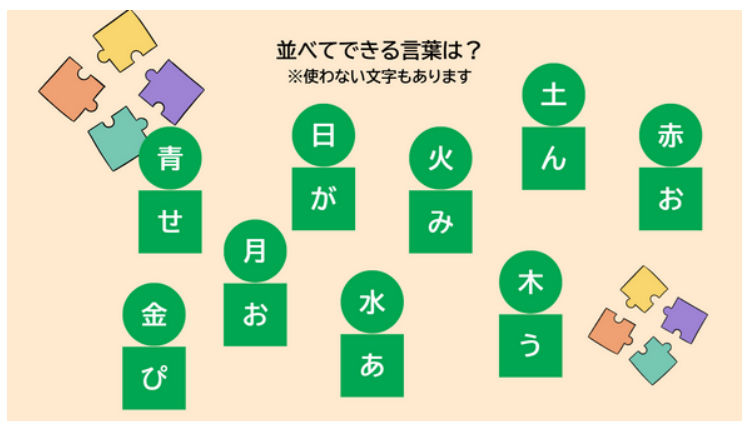 並べてできる言葉は？
※使わない文字もあります
土
ん
日
が
赤
お
青
せ
火
み
月
お
木
う
水
あ
金
ぴ